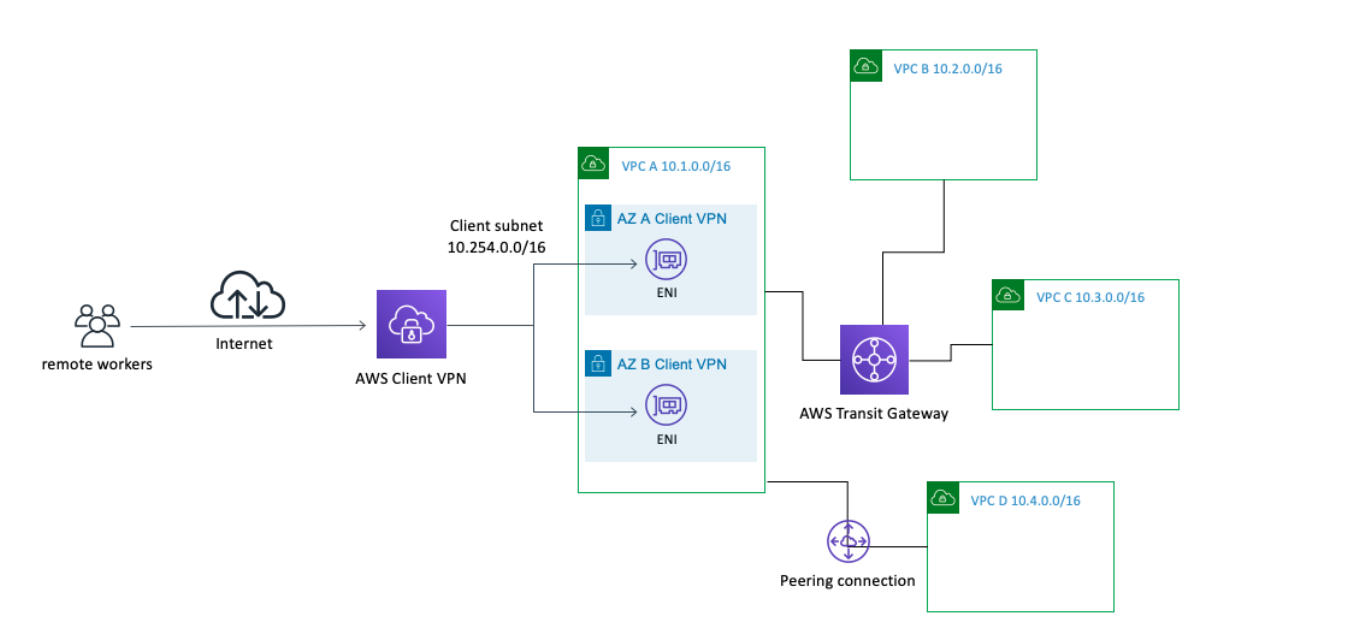 VPC B 10.2.0.0/16
VPC A 10.1.0.0/16
Client subnet
10.254.0.0/16
AZ A Client VPN
ENI
VPC C 10.3.0.0/16
Internet
remote workers
AWS Client VPN
AZ B Client VPN
ENI
AWS Transit Gateway
VPC D 10.4.0.0/16
Peering connection